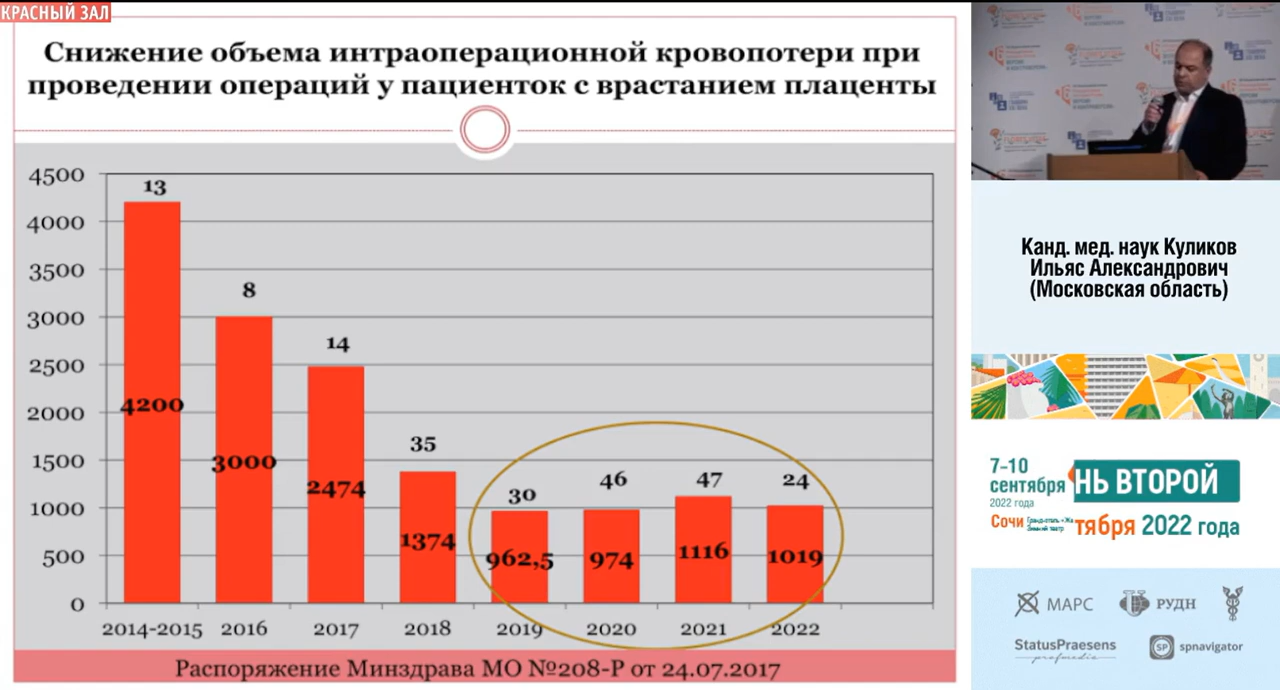 КРАСНЫЙ ЗАЛ
Снижение объема интраоперационной кровопотери при
проведении операций у пациенток с врастанием плаценты
4500
4000
3500
3000
2500
2000
1500
1000
500
0
13
8
14
35
30
46
47
24
4200
3000
2474
1374
962,5
974
1116
1019
2014-2015 2016 2017 2018 2019 2020 2021 2022
Распоряжение Минздрава МО №208-Р от 24.07.2017
Канд. мед. наук Куликов
Ильяс Александрович
(Московская область)
7–10
сентября
2022 года
Сочи
НЬ ВТОРОЙ
тября 2022 года
МАРС
РУДН
StatusPraesens
profmedia
SP
spnavigator